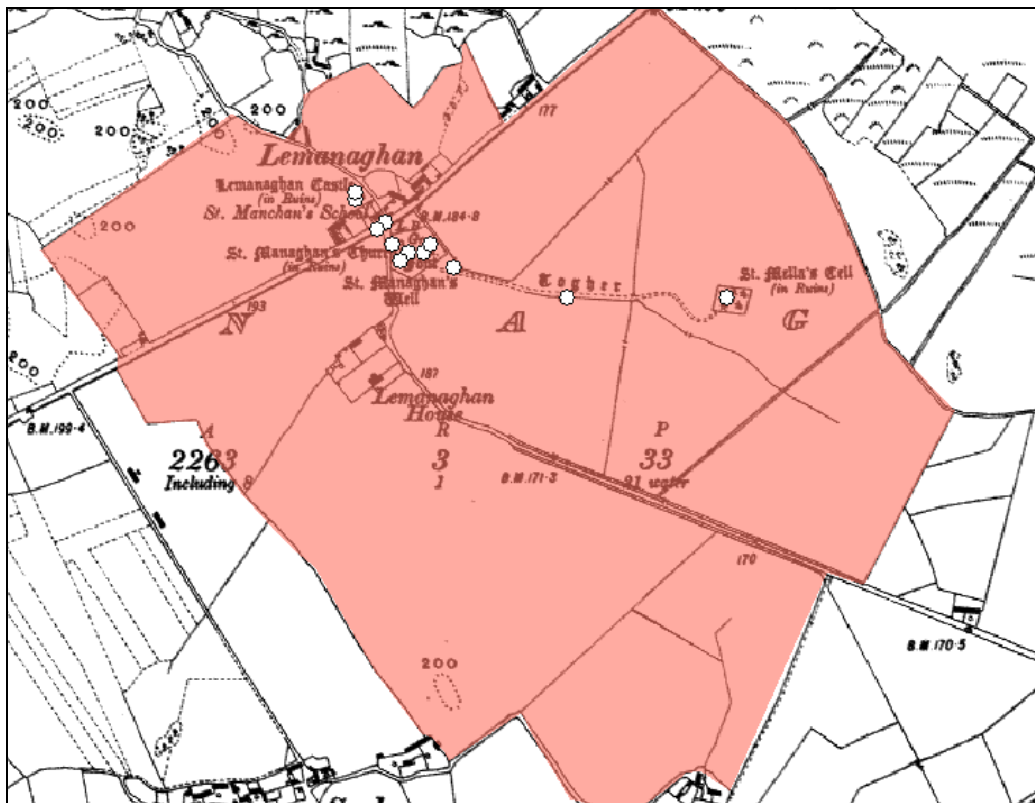 200
200
200
177
Lemanaghan
Lemanaghan Castle
(in Ruins)
St. Manchan's School
B.M. 184·8
200
St. Managhan's Church
(in Ruins)
St. Managhan's
Well
Togher
St. Mella's Cell
(in Ruins)
193
N A G
200
187
Lemanaghan
House
B.M. 199·4
A R P
2263 3 33
Including 8 1 21 water
B.M. 171·3
170
B.M. 170·5
200